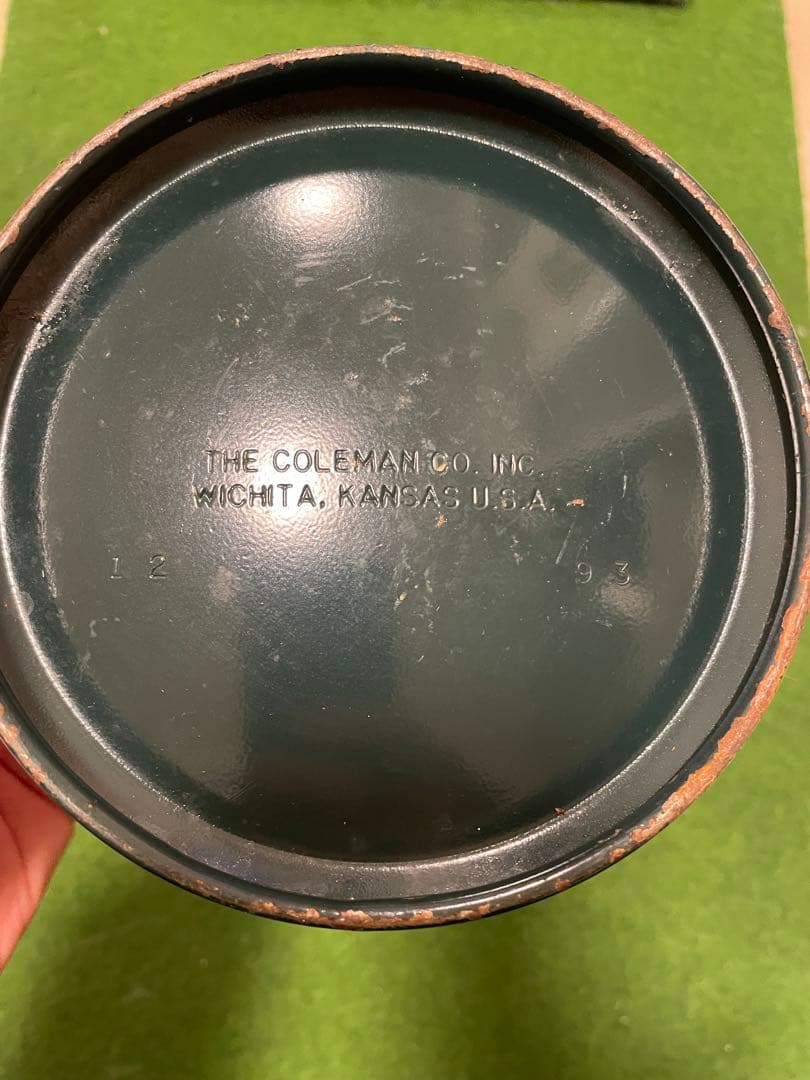 THE COLEMAN CO. INC.
WICHITA, KANSAS U.S.A.
12 93